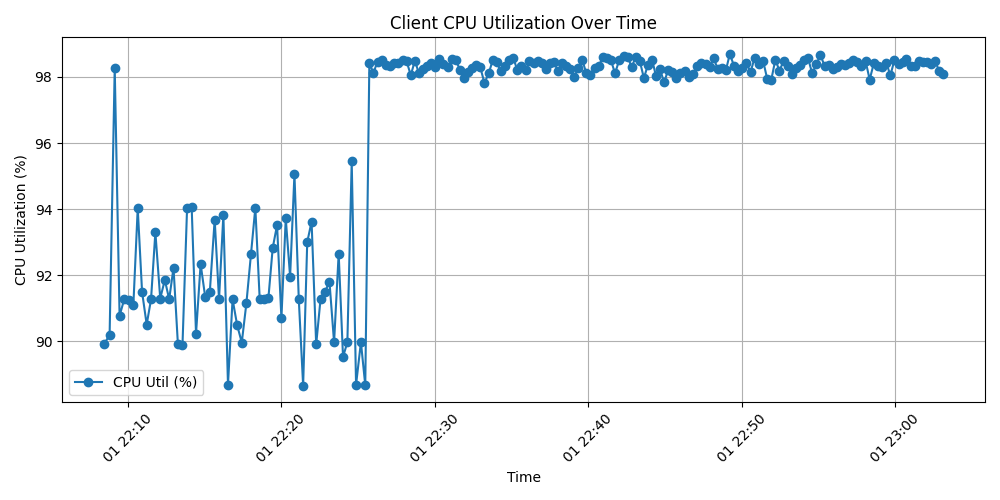 Client CPU Utilization Over Time
CPU Utilization (%)
98
96
94
92
90
CPU Util (%)
01 22:10
01 22:20
01 22:30
01 22:40
01 22:50
01 23:00
Time